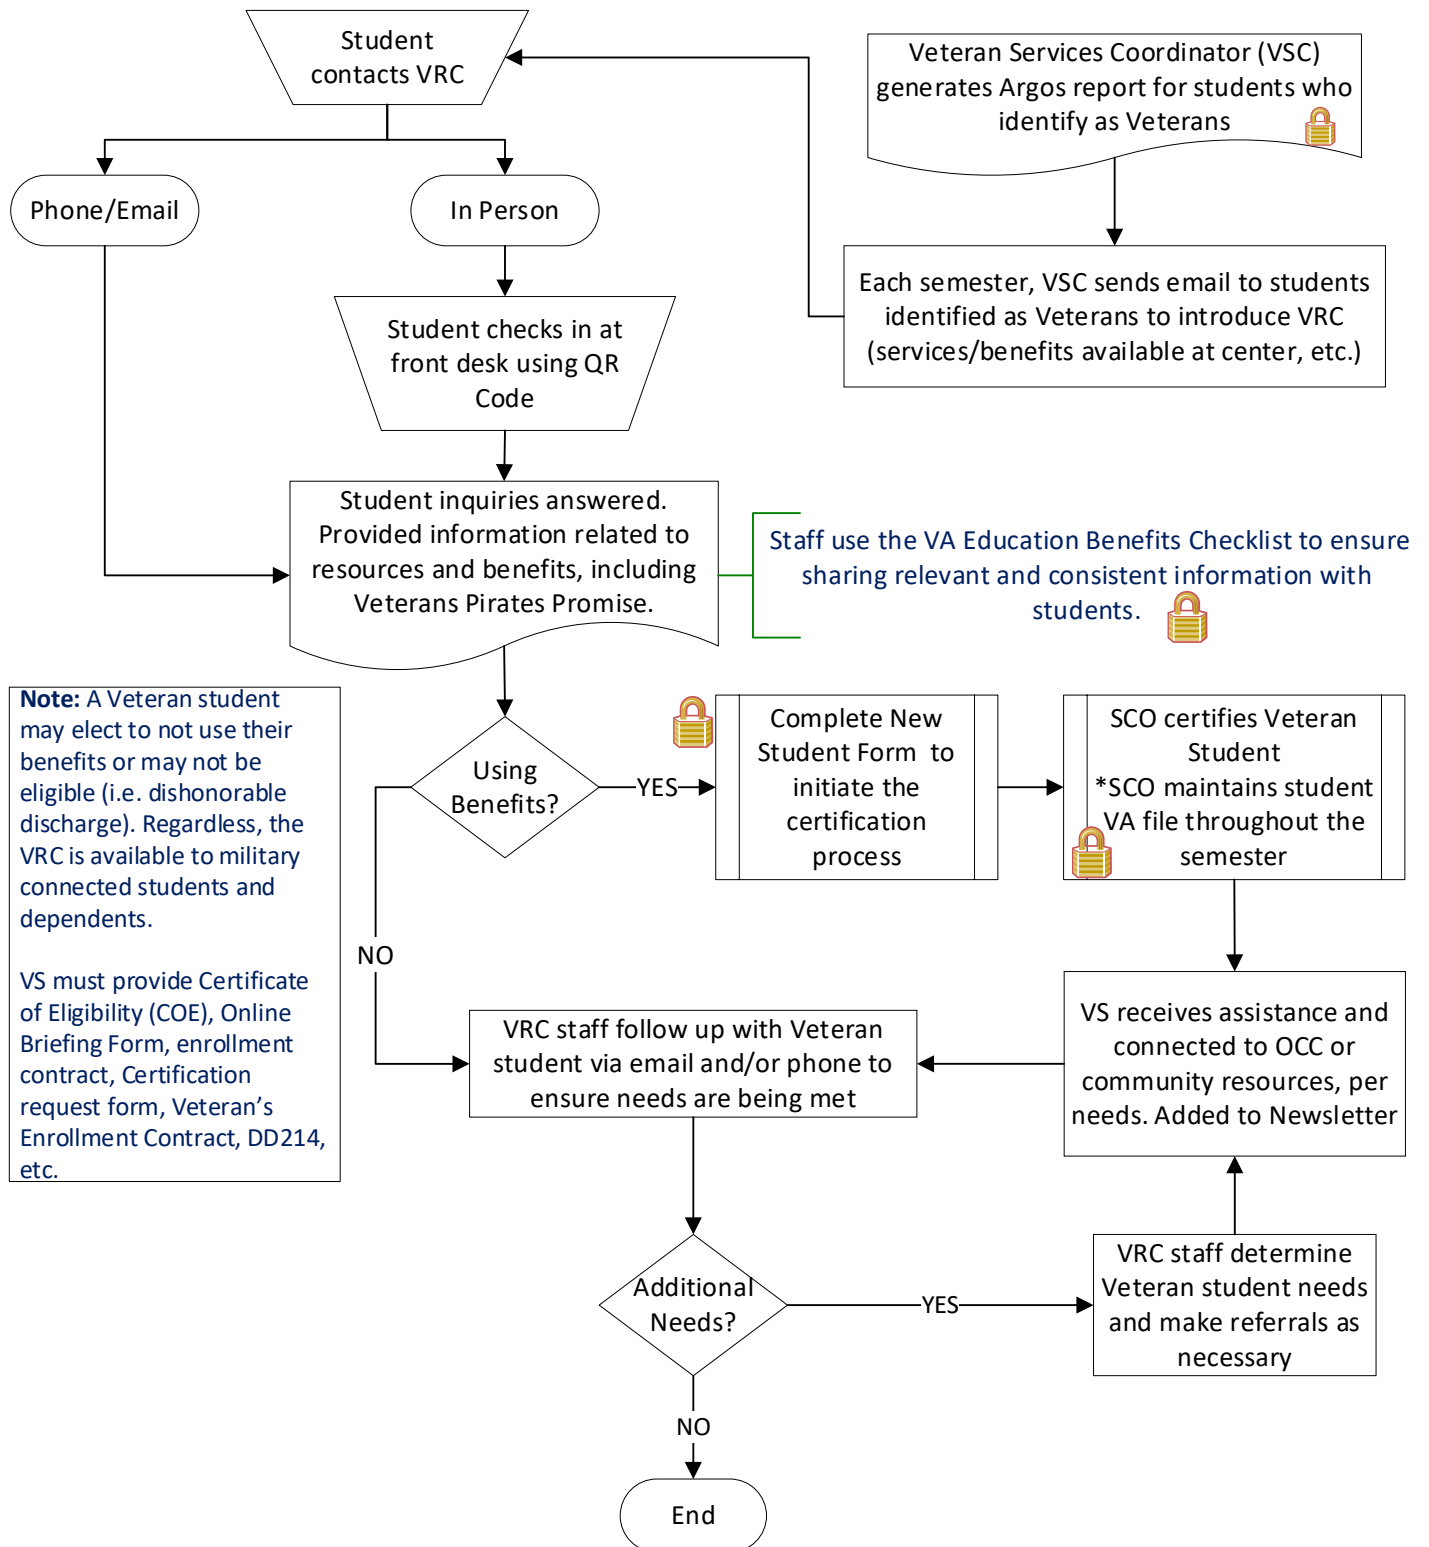 Student
contacts VRC
Veteran Services Coordinator (VSC)
generates Argos report for students who
identify as Veterans
Phone/Email
In Person
Each semester, VSC sends email to students
identified as Veterans to introduce VRC
(services/benefits available at center, etc.)
Student checks in at
front desk using QR
Code
Student inquiries answered.
Provided information related to
resources and benefits, including
Veterans Pirates Promise.
Staff use the VA Education Benefits Checklist to ensure
sharing relevant and consistent information with
students.
Note: A Veteran student
may elect to not use their
benefits or may not be
eligible (i.e. dishonorable
discharge). Regardless, the
VRC is available to military
connected students and
dependents.
VS must provide Certificate
of Eligibility (COE), Online
Briefing Form, enrollment
contract, Certification
request form, Veteran’s
Enrollment Contract, DD214,
etc.
Using
Benefits?
YES
Complete New
Student Form to
initiate the
certification
process
SCO certifies Veteran
Student
*SCO maintains student
VA file throughout the
semester
NO
VRC staff follow up with Veteran
student via email and/or phone to
ensure needs are being met
VS receives assistance and
connected to OCC or
community resources, per
needs. Added to Newsletter
Additional
Needs?
YES
VRC staff determine
Veteran student needs
and make referrals as
necessary
NO
End